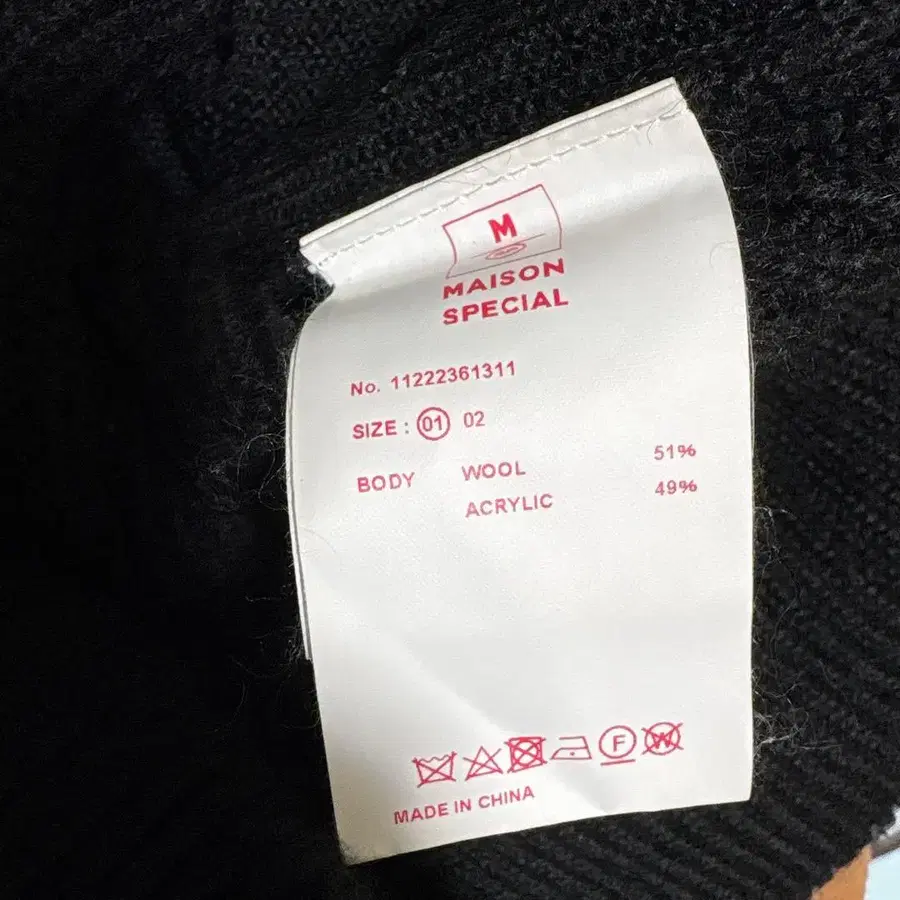 M
MAISON
SPECIAL
No. 11222361311
SIZE : 01 02
BODY WOOL 51%
ACRYLIC 49%
F W
MADE IN CHINA